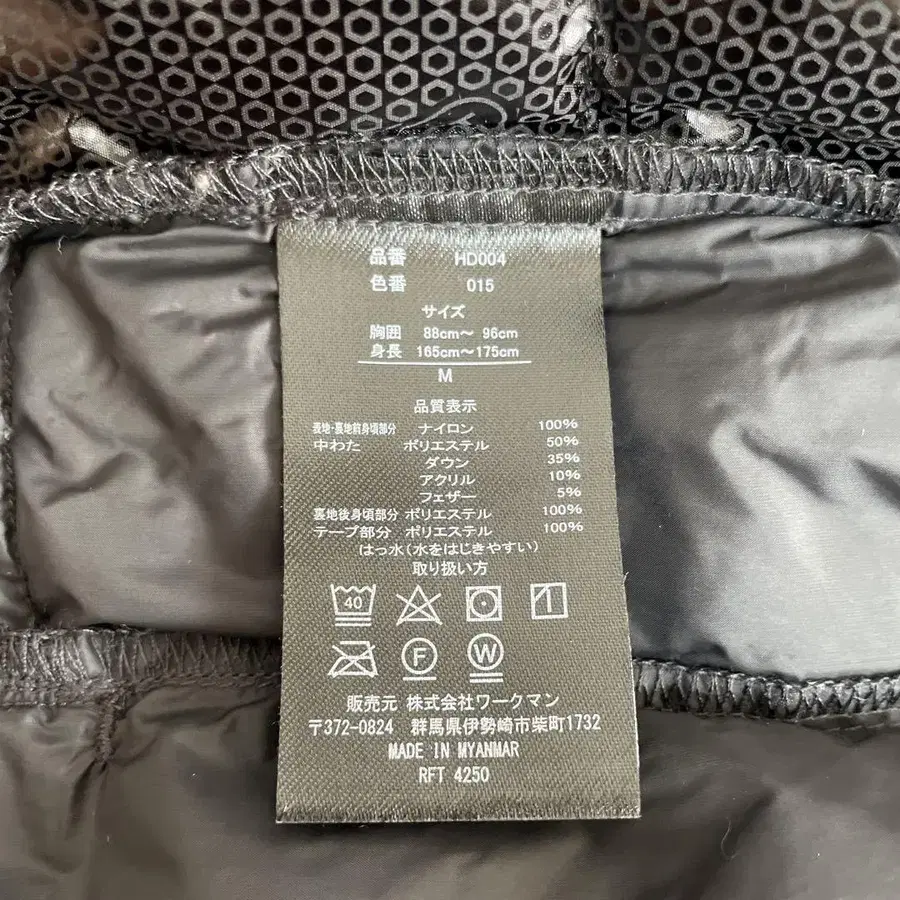 品番 HD004
色番 015
サイズ
胸囲 88cm～ 96cm
身長 165cm～175cm
M
品質表示
表地・裏地前身頃部分 ナイロン 100%
中わた ポリエステル 50%
ダウン 35%
アクリル 10%
フェザー 5%
裏地後身頃部分 ポリエステル 100%
テープ部分 ポリエステル 100%
はっ水(水をはじきやすい)
取り扱い方
40
F W
販売元 株式会社ワークマン
〒372-0824 群馬県伊勢崎市柴町1732
MADE IN MYANMAR
RFT 4250